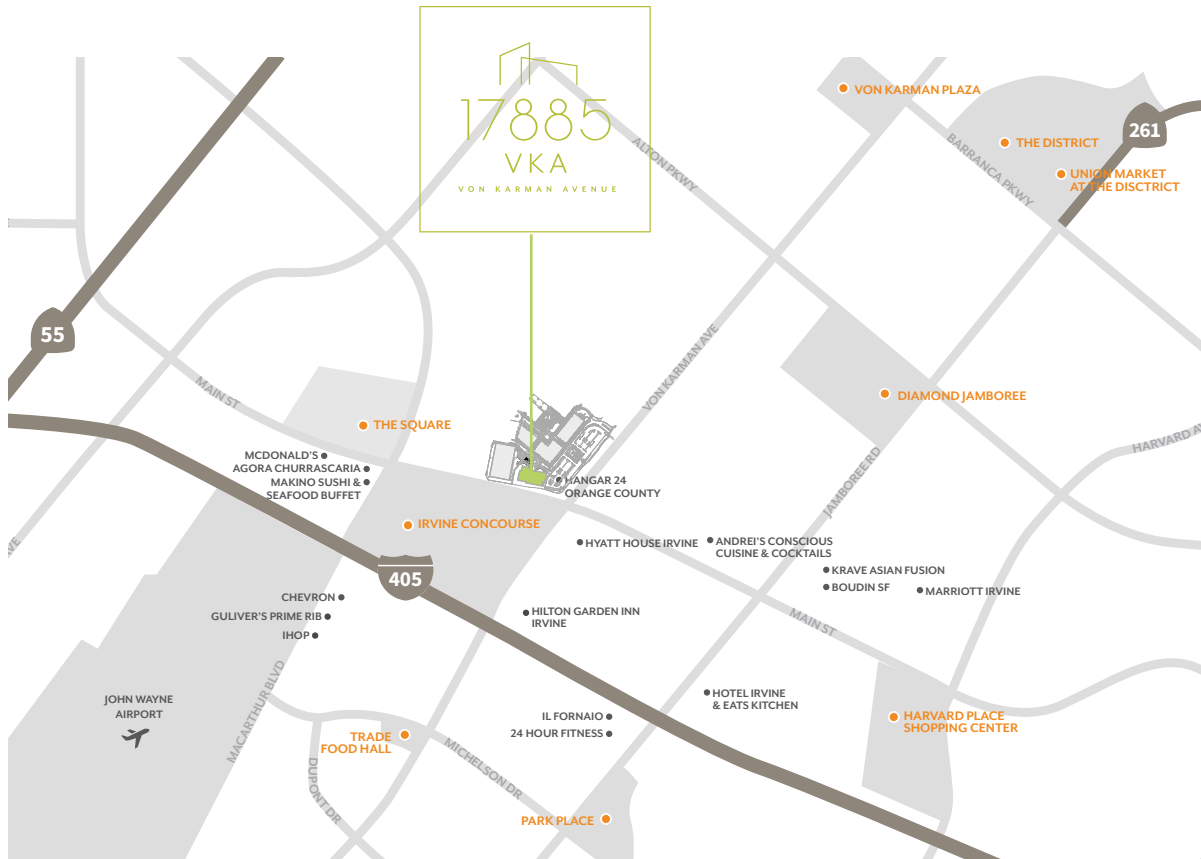 17885
VKA
VON KARMAN AVENUE
VON KARMAN PLAZA
261
THE DISTRICT
UNION MARKET
AT THE DISCTRICT
ALTON PKWY
BARRANCA PKWY
55
MAIN ST
VON KARMAN AVE
THE SQUARE
DIAMOND JAMBOREE
HARVARD AV
MCDONALD'S
AGORA CHURRASCARIA
MAKINO SUSHI &
SEAFOOD BUFFET
HANGAR 24
ORANGE COUNTY
JAMBOREE RD
IRVINE CONCOURSE
HYATT HOUSE IRVINE
ANDREI'S CONSCIOUS
CUISINE & COCKTAILS
VE
405
KRAVE ASIAN FUSION
BOUDIN SF
MARRIOTT IRVINE
CHEVRON
GULIVER'S PRIME RIB
IHOP
HILTON GARDEN INN
IRVINE
MAIN ST
JOHN WAYNE
AIRPORT
MACARTHUR BLVD
HOTEL IRVINE
& EATS KITCHEN
IL FORNAIO
24 HOUR FITNESS
HARVARD PLACE
SHOPPING CENTER
TRADE
FOOD HALL
MICHELSON DR
DUPONT DR
PARK PLACE